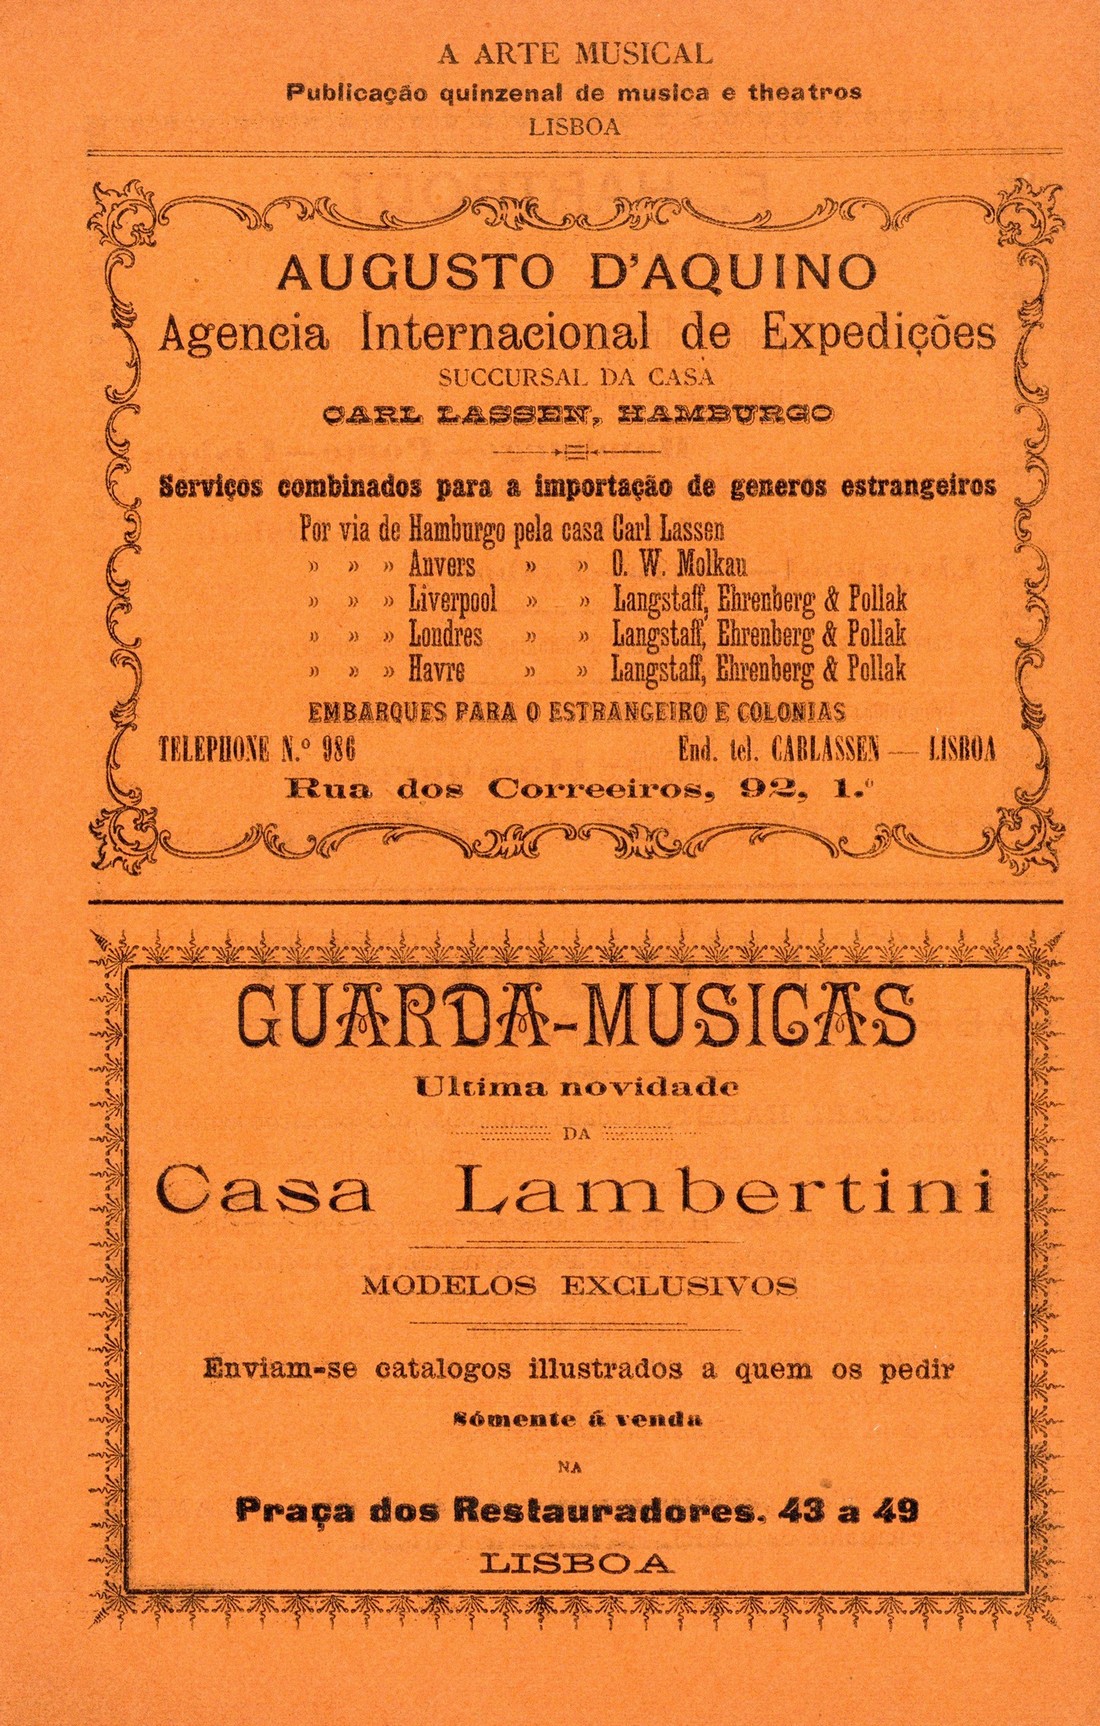 A ARTE MUSICAL
Publicação quinzenal de musica e theatros
LISBOA
AUGUSTO D'AQUINO
Agencia Internacional de Expedições
SUCCURSAL DA CASA
CARL LASSEN, HAMBURGO
Serviços combinados para a importação de generos estrangeiros
Por via de Hamburgo pela casa Carl Lassen
» » » Anvers » » O. W. Molkau
» » » Liverpool » » Langstaff, Ehrenberg & Pollak
» » » Londres » » Langstaff, Ehrenberg & Pollak
» » » Havre » » Langstaff, Ehrenberg & Pollak
EMBARQUES PARA O ESTRANGEIRO E COLONIAS
TELEPHONE N.º 986 End. tel. CARLASSEN — LISBOA
Rua dos Correeiros, 92, 1.º
GUARDA-MUSICAS
Ultima novidade
DA
Casa Lambertini
MODELOS EXCLUSIVOS
Enviam-se catalogos illustrados a quem os pedir
Sómente á venda
NA
Praça dos Restauradores, 43 a 49
LISBOA